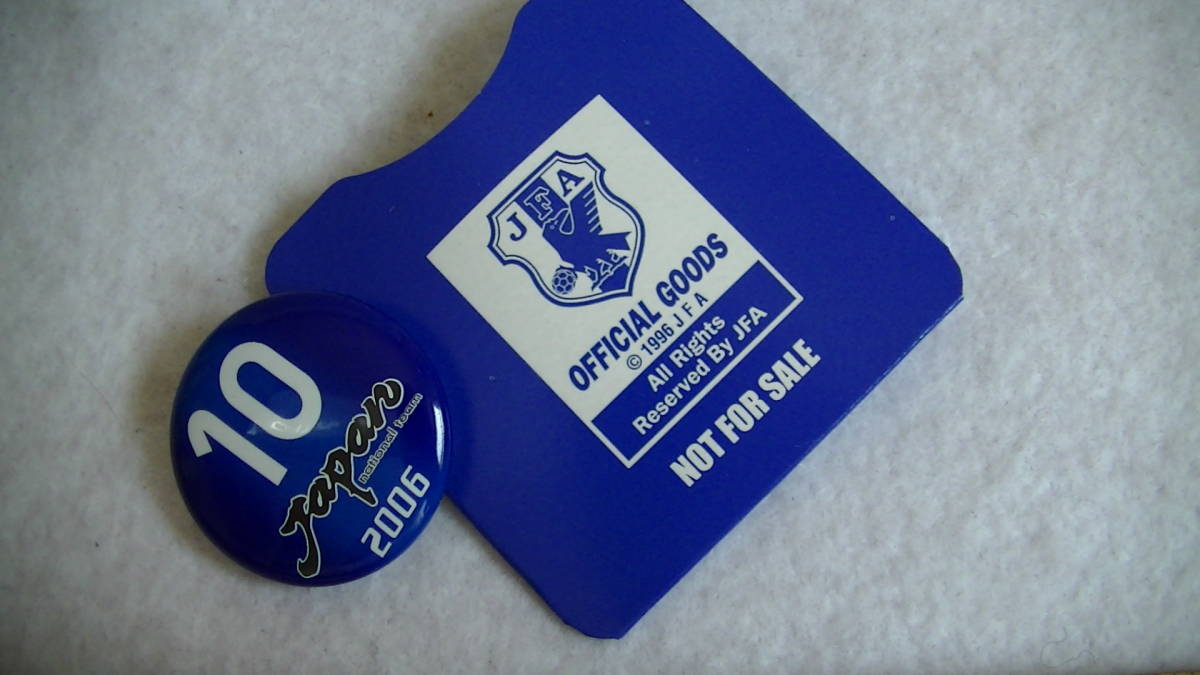 10
Japan
national team
2006
JFA
OFFICIAL GOODS
© 1996 J F A
All Rights
Reserved By JFA
NOT FOR SALE